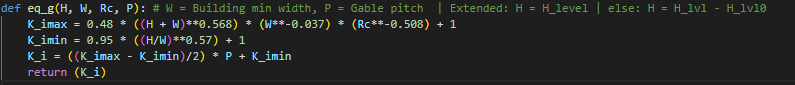 def eq_g(H, W, Rc, P): # W = Building min width, P = Gable pitch  | Extended: H = H_level | else: H = H_lvl - H_lvl0
    K_imax = 0.48 * ((H + W)**0.568) * (W**-0.037) * (Rc**-0.508) + 1
    K_imin = 0.95 * ((H/W)**0.57) + 1
    K_i = ((K_imax - K_imin)/2) * P + K_imin
    return (K_i)